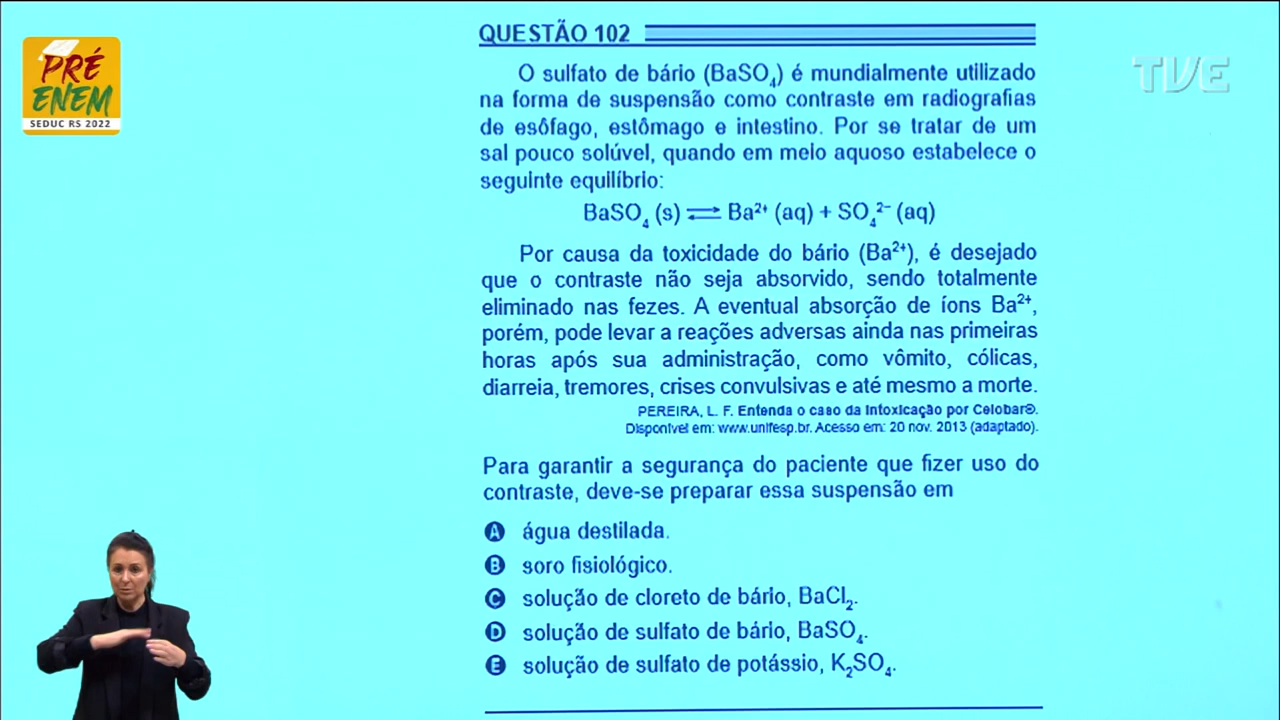 PRÉ
ENEM
SEDUC RS 2022
TVE
QUESTÃO 102
O sulfato de bário (BaSO₄) é mundialmente utilizado
na forma de suspensão como contraste em radiografias
de esôfago, estômago e intestino. Por se tratar de um
sal pouco solúvel, quando em meio aquoso estabelece o
seguinte equilíbrio:
BaSO₄ (s) ⇌ Ba²⁺ (aq) + SO₄²⁻ (aq)
Por causa da toxicidade do bário (Ba²⁺), é desejado
que o contraste não seja absorvido, sendo totalmente
eliminado nas fezes. A eventual absorção de íons Ba²⁺,
porém, pode levar a reações adversas ainda nas primeiras
horas após sua administração, como vômito, cólicas,
diarreia, tremores, crises convulsivas e até mesmo a morte.
PEREIRA, L. F. Entenda o caso da intoxicação por Celobar®.
Disponível em: www.unifesp.br. Acesso em: 20 nov. 2013 (adaptado).
Para garantir a segurança do paciente que fizer uso do
contraste, deve-se preparar essa suspensão em
A água destilada.
B soro fisiológico.
C solução de cloreto de bário, BaCl₂.
D solução de sulfato de bário, BaSO₄.
E solução de sulfato de potássio, K₂SO₄.